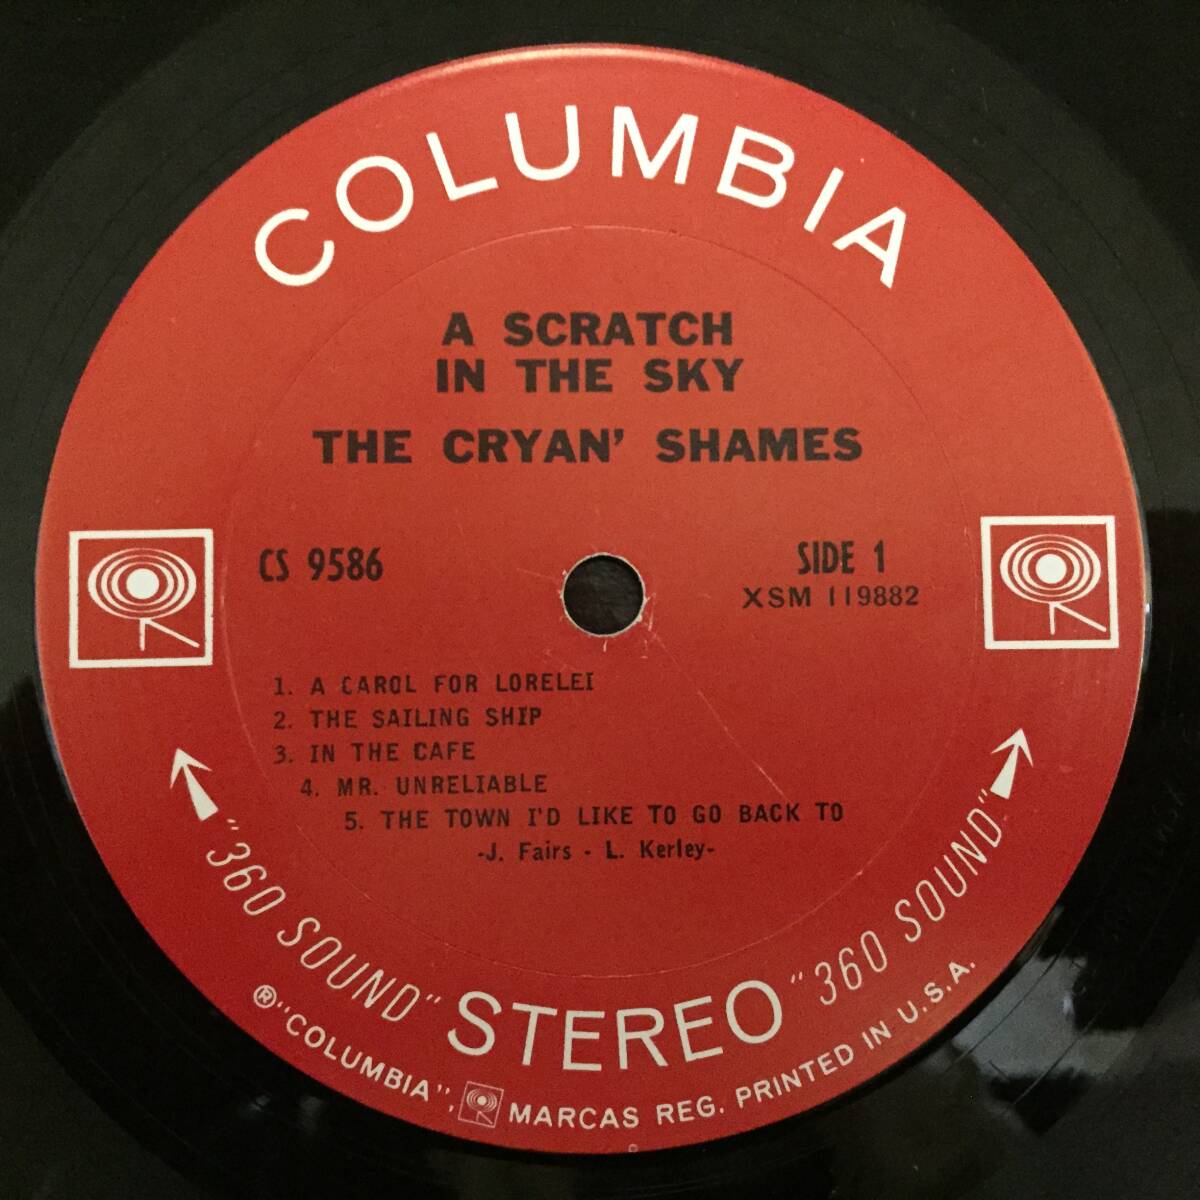 COLUMBIA
A SCRATCH
IN THE SKY
THE CRYAN' SHAMES
CS 9586
SIDE 1
XSM 119882
1. A CAROL FOR LORELEI
2. THE SAILING SHIP
3. IN THE CAFE
4. MR. UNRELIABLE
5. THE TOWN I'D LIKE TO GO BACK TO
-J. Fairs - L. Kerley-
"360 SOUND" STEREO "360 SOUND"
® "COLUMBIA", MARCAS REG. PRINTED IN U.S.A.